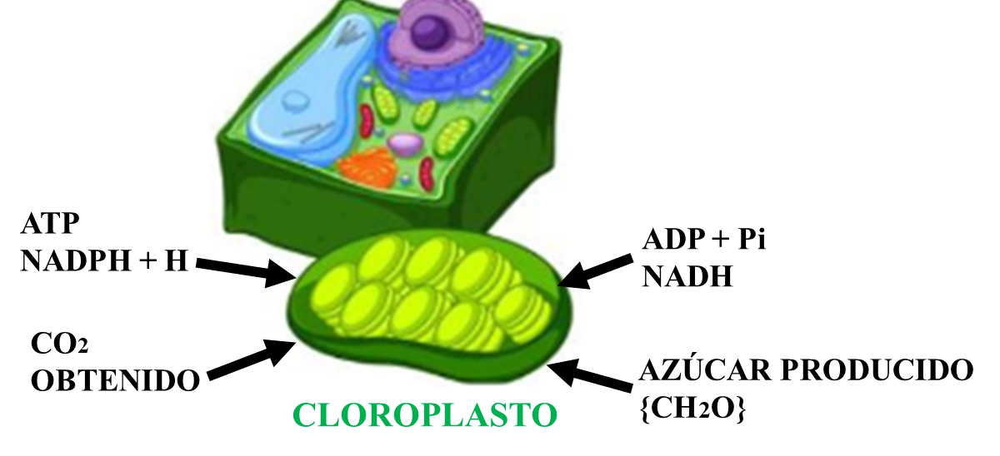 ATP
NADPH + H
ADP + Pi
NADH
CO2
OBTENIDO
AZÚCAR PRODUCIDO
{CH2O}
CLOROPLASTO